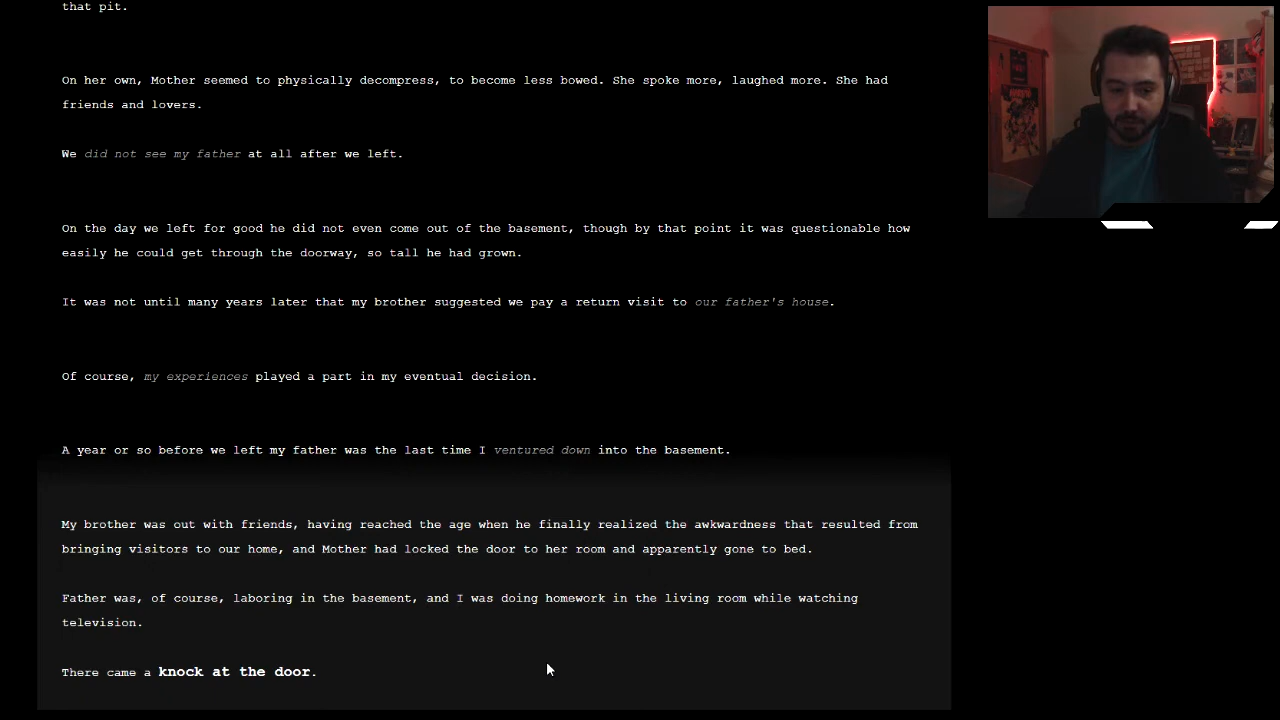 that pit.
On her own, Mother seemed to physically decompress, to become less bowed. She spoke more, laughed more. She had
friends and lovers.
We did not see my father at all after we left.
On the day we left for good he did not even come out of the basement, though by that point it was questionable how
easily he could get through the doorway, so tall he had grown.
It was not until many years later that my brother suggested we pay a return visit to our father's house.
Of course, my experiences played a part in my eventual decision.
A year or so before we left my father was the last time I ventured down into the basement.
My brother was out with friends, having reached the age when he finally realized the awkwardness that resulted from
bringing visitors to our home, and Mother had locked the door to her room and apparently gone to bed.
Father was, of course, laboring in the basement, and I was doing homework in the living room while watching
television.
There came a knock at the door.